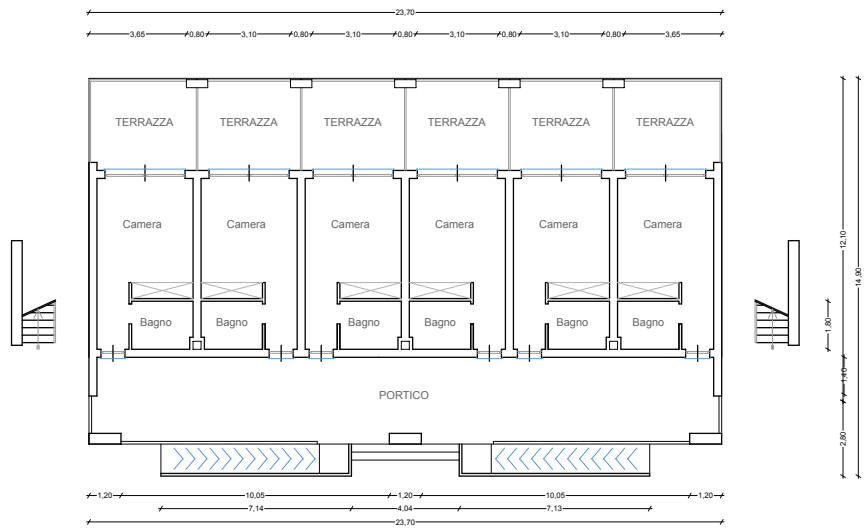 23,70
3,65 0,80 3,10 0,80 3,10 0,80 3,10 0,80 3,10 0,80 3,65
TERRAZZA TERRAZZA TERRAZZA TERRAZZA TERRAZZA TERRAZZA
Camera Camera Camera Camera Camera Camera
12,10
14,90
Bagno Bagno Bagno Bagno Bagno Bagno
1,80
1,40
PORTICO
2,80
1,20 10,05 1,20 10,05 1,20
7,14 4,04 7,13
23,70